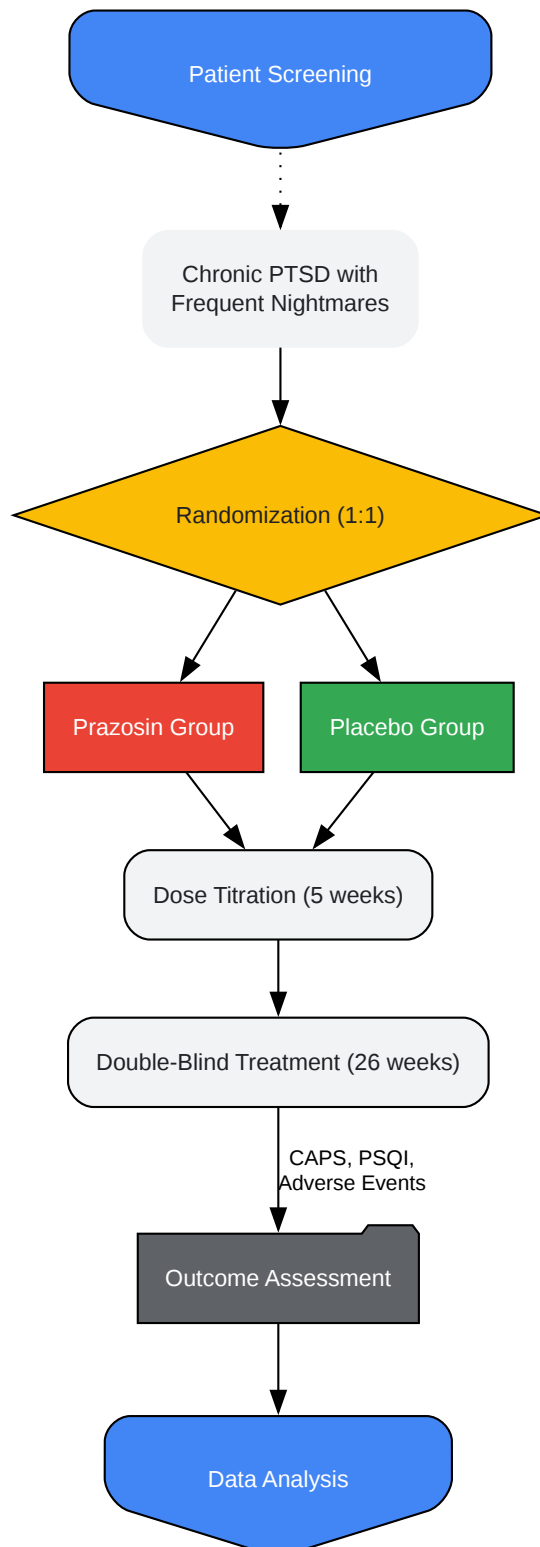 Patient Screening
Chronic PTSD with
Frequent Nightmares
Randomization (1:1)
Prazosin Group
Placebo Group
Dose Titration (5 weeks)
Double-Blind Treatment (26 weeks)
CAPS, PSQI,
Adverse Events
Outcome Assessment
Data Analysis